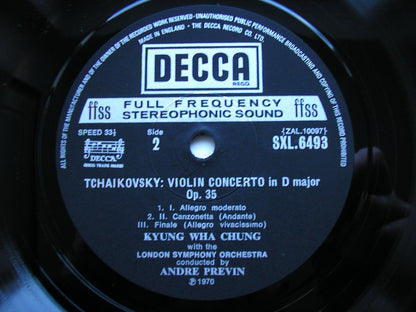 ALL RIGHTS OF THE MANUFACTURER AND OF THE OWNER OF THE RECORDED WORK RESERVED · UNAUTHORISED PUBLIC PERFORMANCE BROADCASTING AND COPYING OF THIS RECORD PROHIBITED
MADE IN ENGLAND · THE DECCA RECORD CO. LTD.
DECCA
REGD
ffss FULL FREQUENCY ffss
STEREOPHONIC SOUND
SPEED 33⅓ Side {ZAL.10097}
2 SXL.6493
DECCA
TCHAIKOVSKY: VIOLIN CONCERTO in D major
Op. 35
1. I. Allegro moderato
2. II. Canzonetta (Andante)
III. Finale (Allegro vivacissimo)
KYUNG WHA CHUNG
with the
LONDON SYMPHONY ORCHESTRA
conducted by
ANDRE PREVIN
℗ 1970